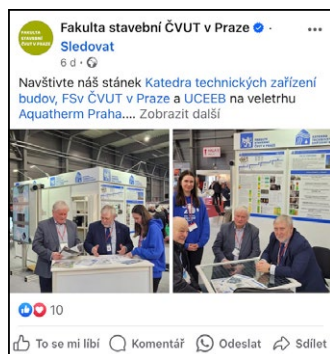 Fakulta stavební ČVUT v Praze ·
Sledovat
6 d ·
Navštivte náš stánek Katedra technických zařízení
budov, FSv ČVUT v Praze a UCEEB na veletrhu
Aquatherm Praha.... Zobrazit další
10
To se mi líbí Komentář Odeslat Sdílet